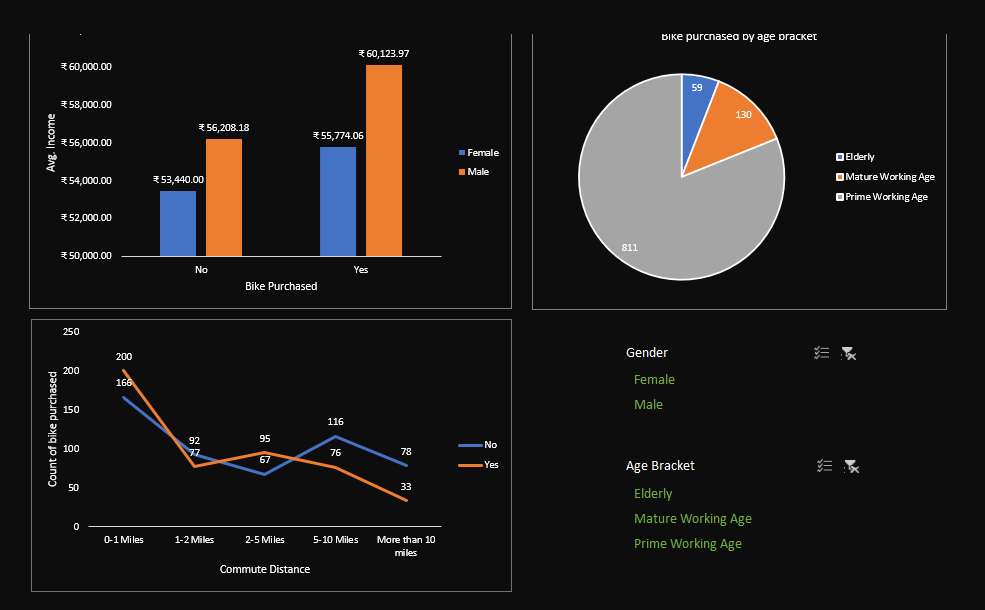 Bike purchased by age bracket
₹ 60,123.97
₹ 60,000.00
₹ 58,000.00
₹ 56,208.18
₹ 55,774.06
₹ 56,000.00
₹ 53,440.00
₹ 54,000.00
₹ 52,000.00
₹ 50,000.00
Avg. Income
No
Yes
Bike Purchased
Female
Male
59
130
811
Elderly
Mature Working Age
Prime Working Age
250
200
150
100
50
0
Count of bike purchased
200
166
92
77
95
67
116
76
78
33
0-1 Miles
1-2 Miles
2-5 Miles
5-10 Miles
More than 10
miles
Commute Distance
No
Yes
Gender
Female
Male
Age Bracket
Elderly
Mature Working Age
Prime Working Age